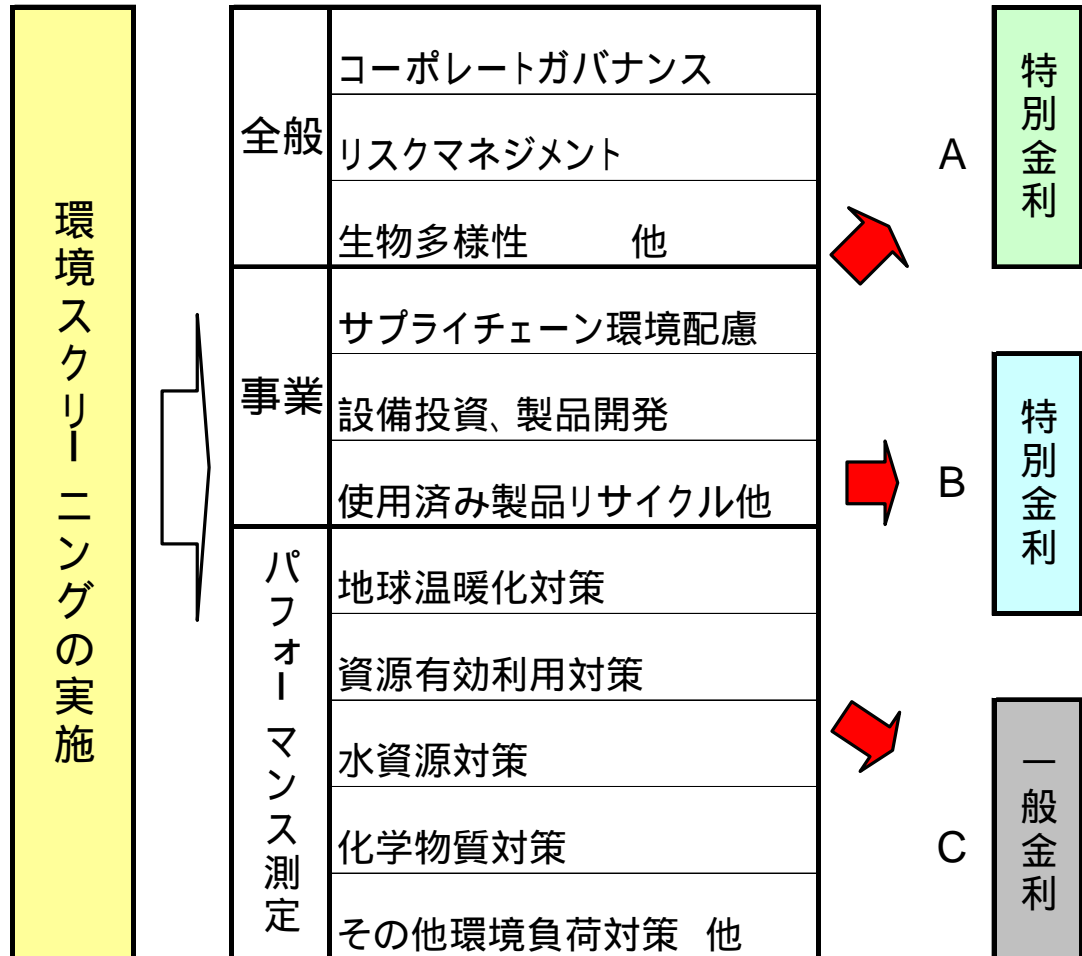 環境スクリーニングの実施
全般
コーポレートガバナンス
リスクマネジメント
生物多様性　　他
事業
サプライチェーン環境配慮
設備投資、製品開発
使用済み製品リサイクル他
パフォーマンス測定
地球温暖化対策
資源有効利用対策
水資源対策
化学物質対策
その他環境負荷対策 他
A
特別金利
B
特別金利
C
一般金利